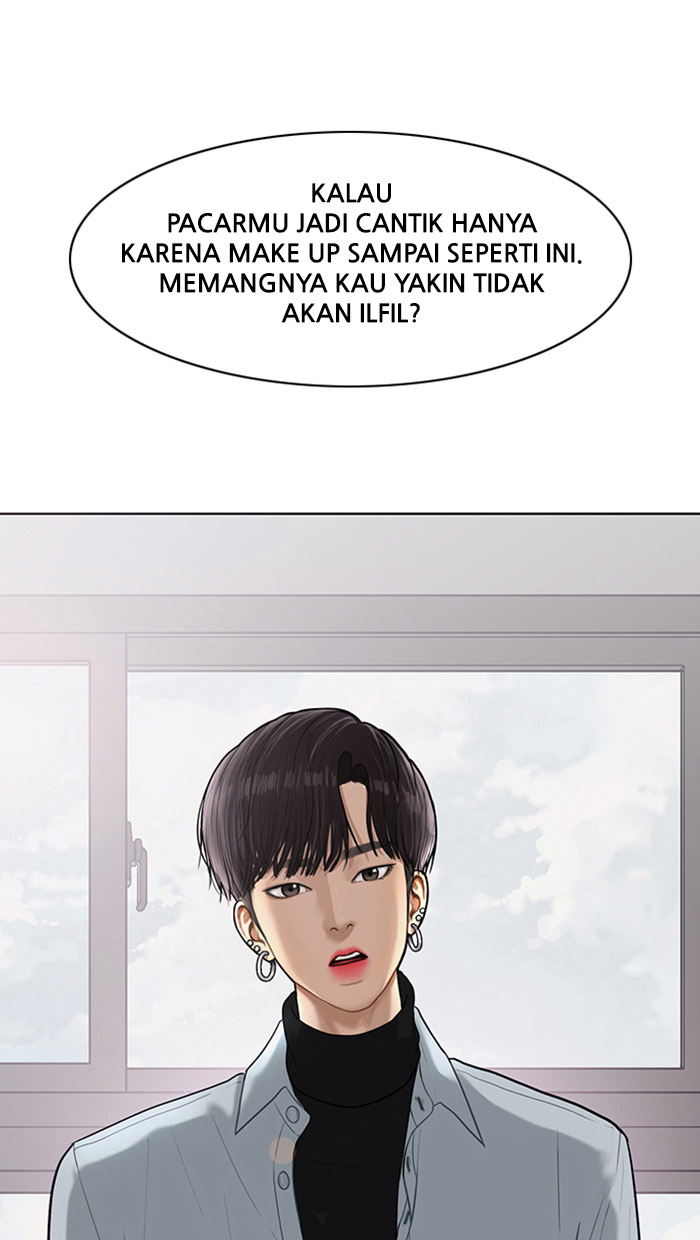 KALAU
PACARMU JADI CANTIK HANYA
KARENA MAKE UP SAMPAI SEPERTI INI.
MEMANGNYA KAU YAKIN TIDAK
AKAN ILFIL?